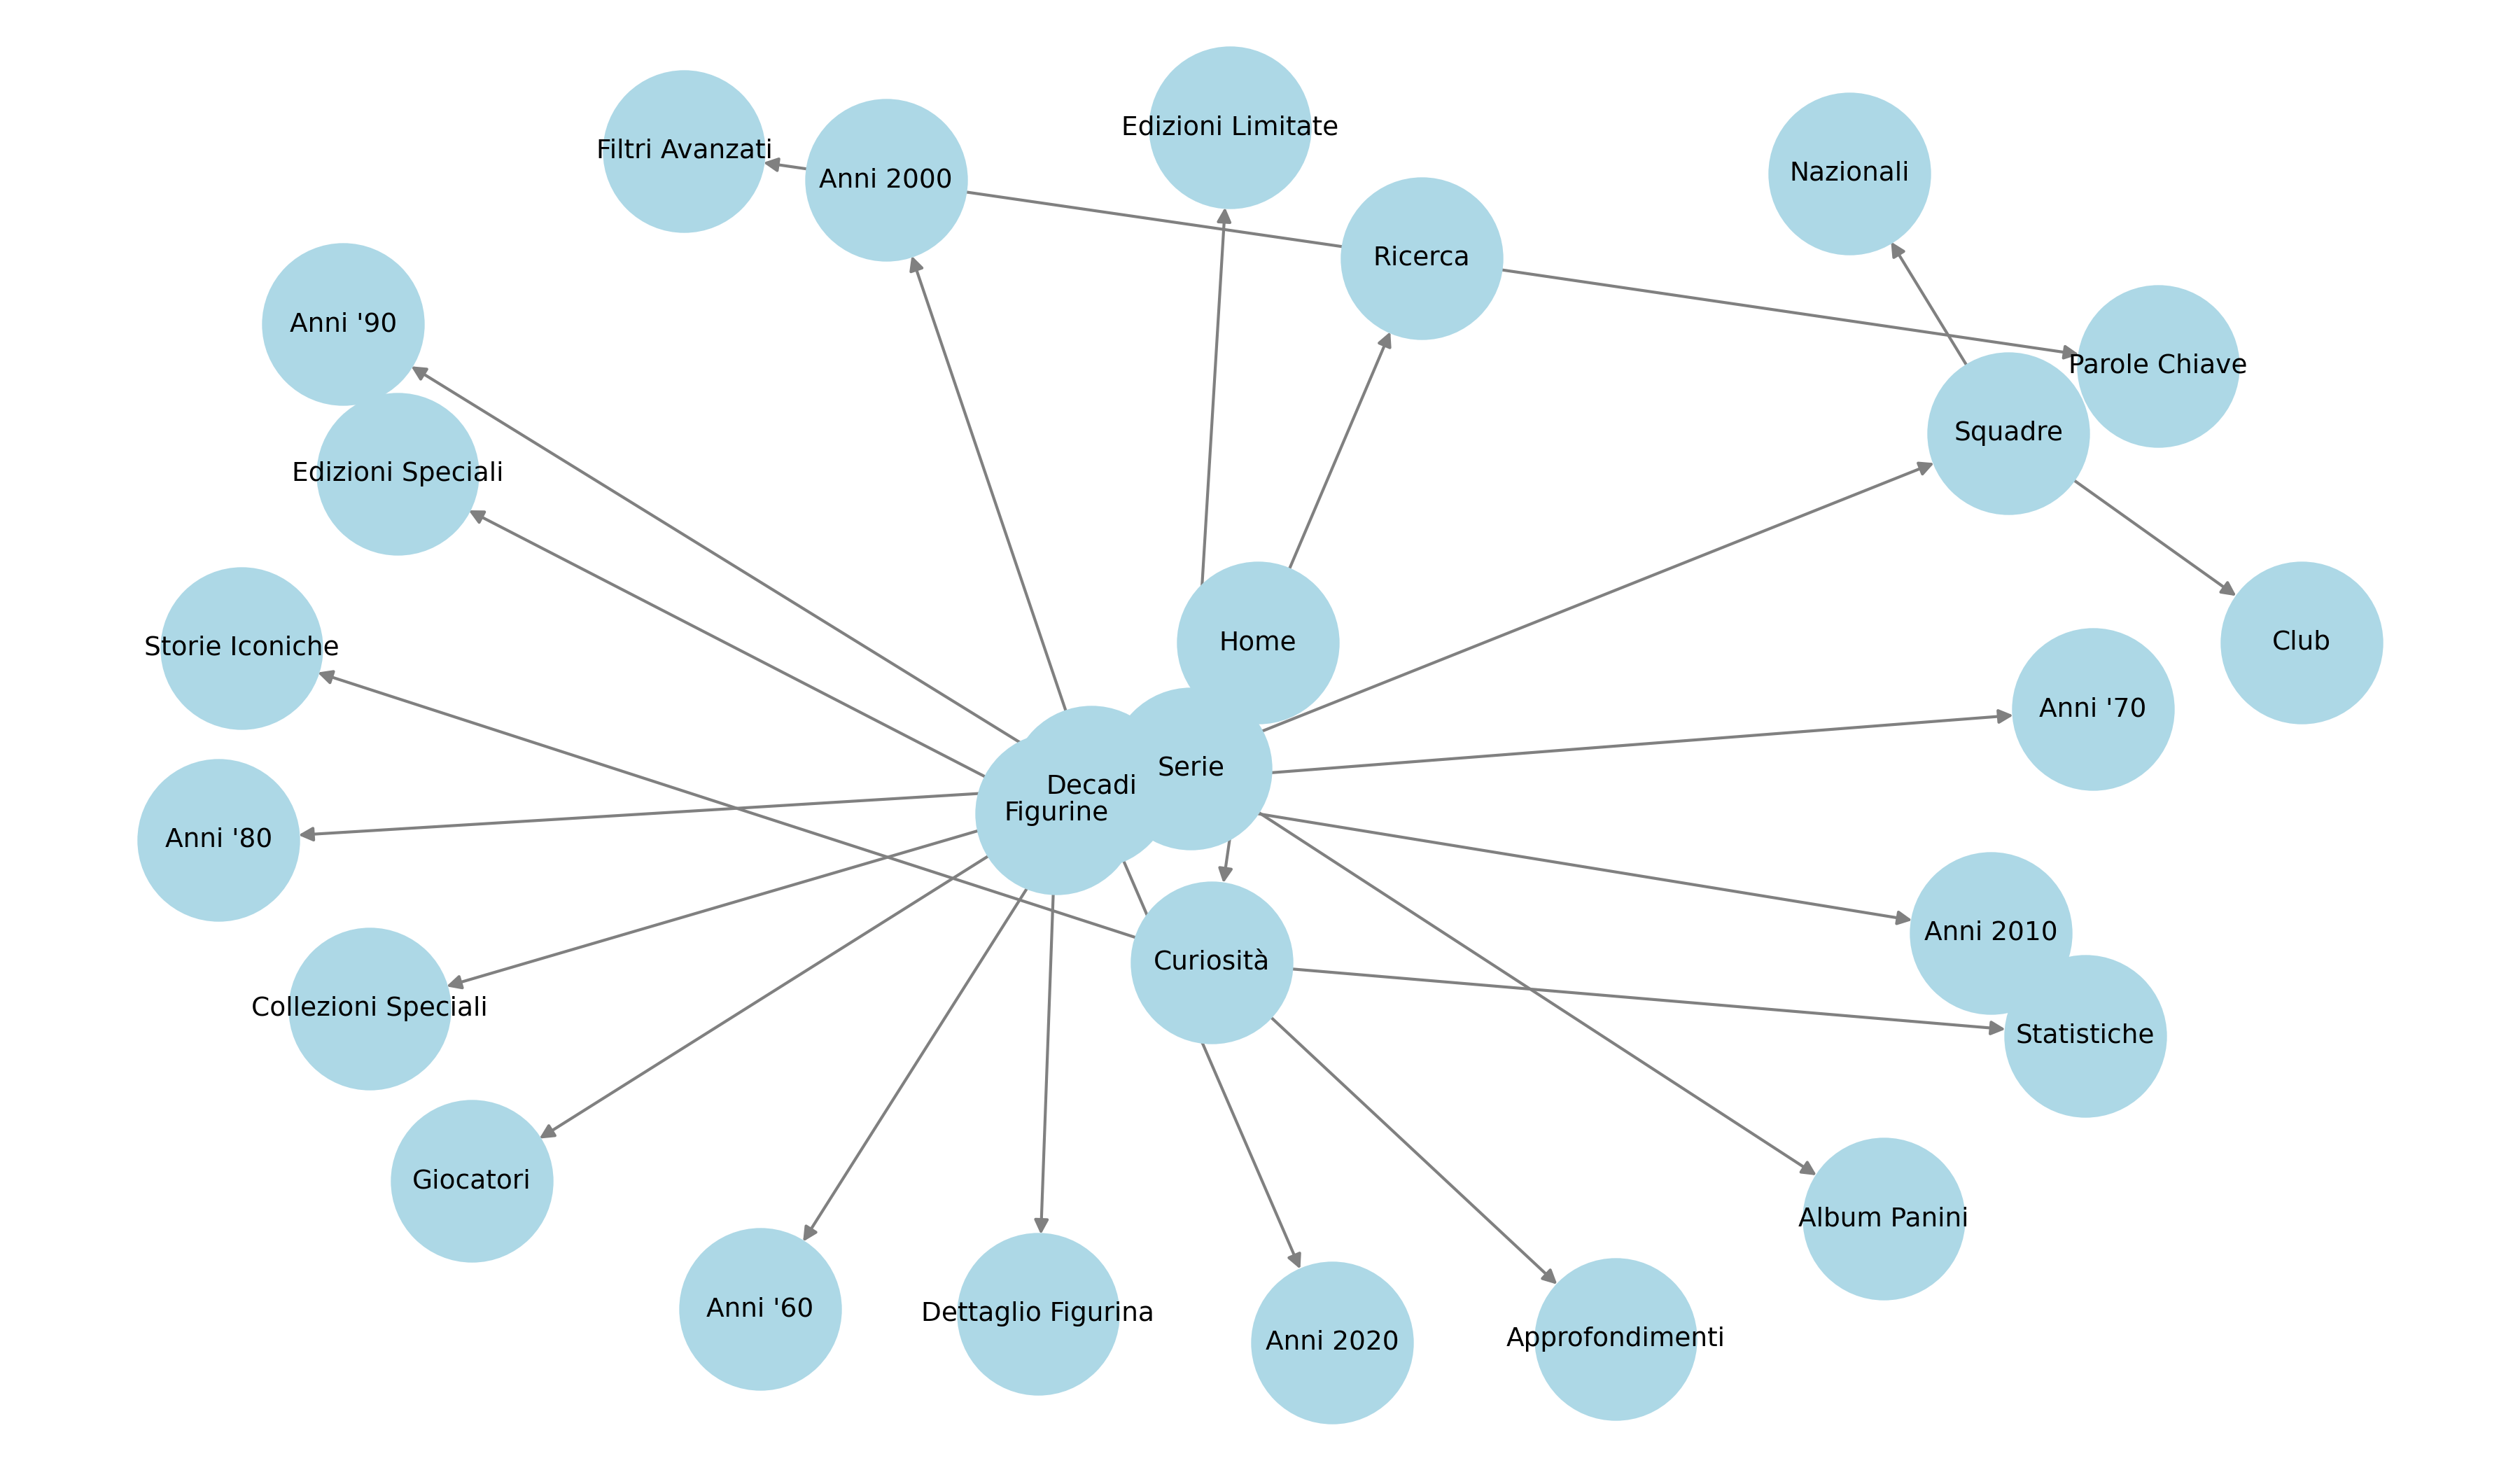 Edizioni Limitate
Filtri Avanzati
Anni 2000
Nazionali
Ricerca
Anni '90
Parole Chiave
Squadre
Edizioni Speciali
Home
Club
Storie Iconiche
Anni '70
Serie
Decadi
Figurine
Anni '80
Anni 2010
Curiosità
Collezioni Speciali
Statistiche
Giocatori
Album Panini
Anni '60
Dettaglio Figurina
Anni 2020
Approfondimenti